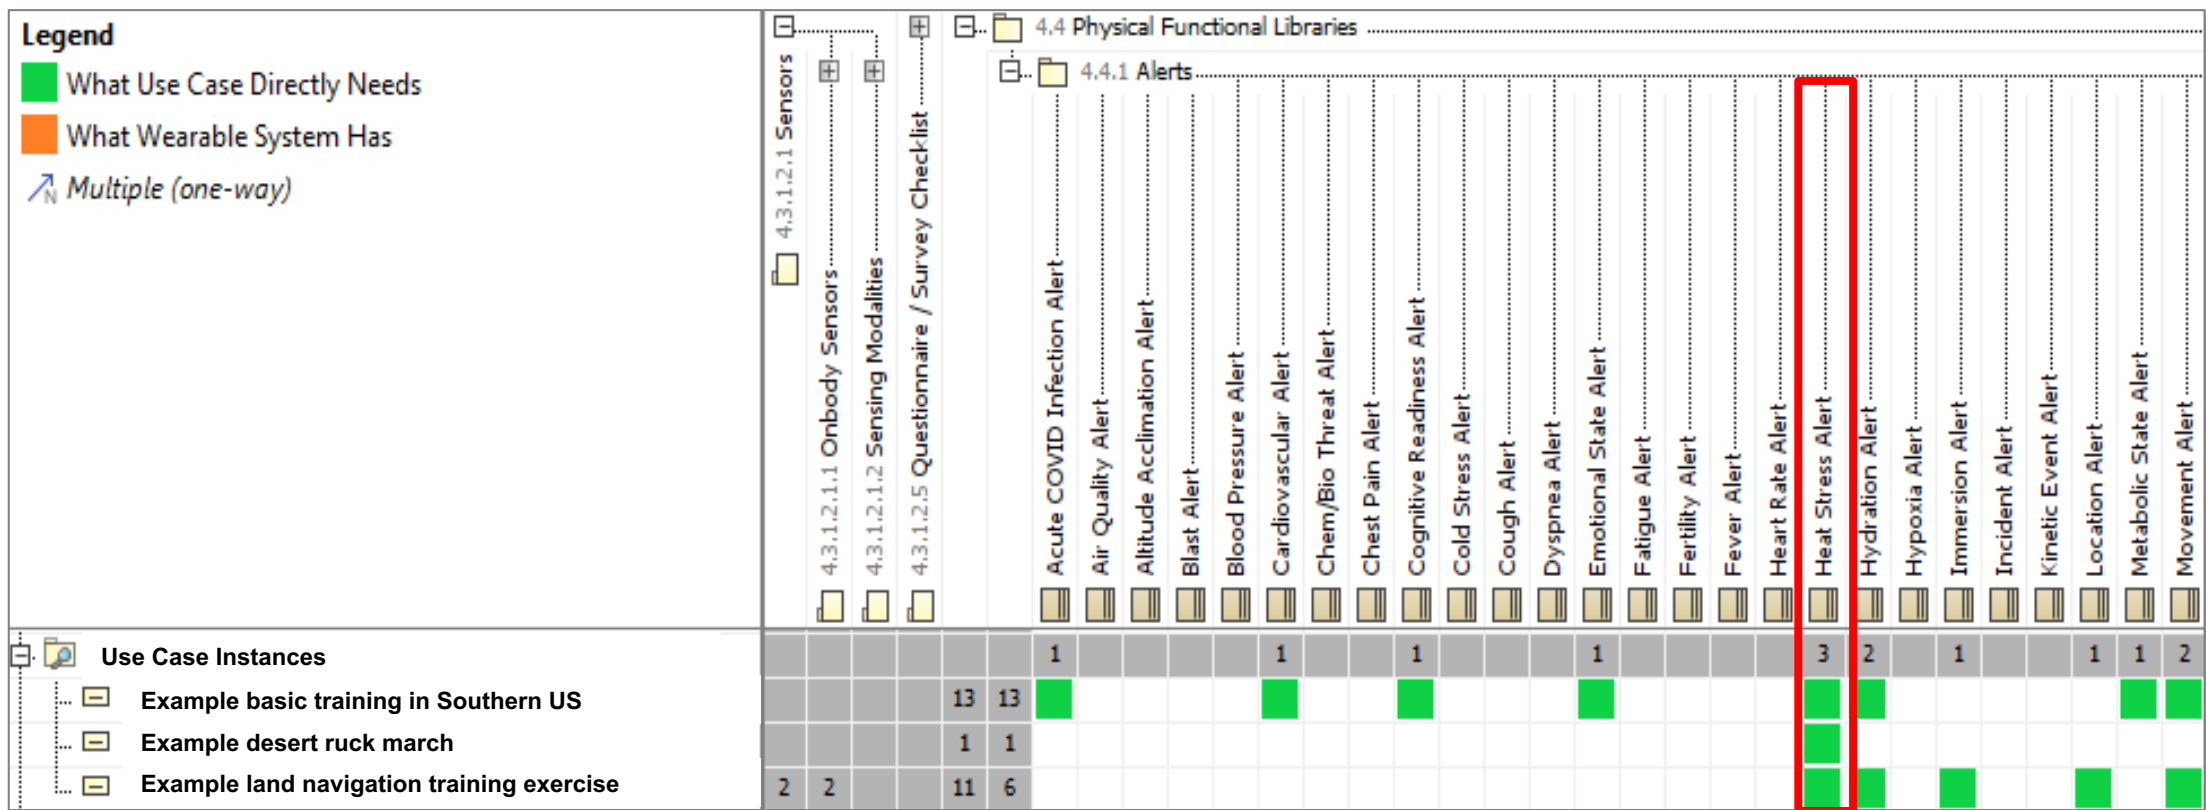 Legend
What Use Case Directly Needs
What Wearable System Has
N Multiple (one-way)
4.3.1.2.1 Sensors
4.3.1.2.1.1 Onbody Sensors
4.3.1.2.1.2 Sensing Modalities
4.3.1.2.5 Questionnaire / Survey Checklist
4.4 Physical Functional Libraries
4.4.1 Alerts
Acute COVID Infection Alert
Air Quality Alert
Altitude Acclimation Alert
Blast Alert
Blood Pressure Alert
Cardiovascular Alert
Chem/Bio Threat Alert
Chest Pain Alert
Cognitive Readiness Alert
Cold Stress Alert
Cough Alert
Dyspnea Alert
Emotional State Alert
Fatigue Alert
Fertility Alert
Fever Alert
Heart Rate Alert
Heat Stress Alert
Hydration Alert
Hypoxia Alert
Immersion Alert
Incident Alert
Kinetic Event Alert
Location Alert
Metabolic State Alert
Movement Alert
Use Case Instances 1 1 1 1 3 2 1 1 1 2
Example basic training in Southern US 13 13
Example desert ruck march 1 1
Example land navigation training exercise 2 2 11 6